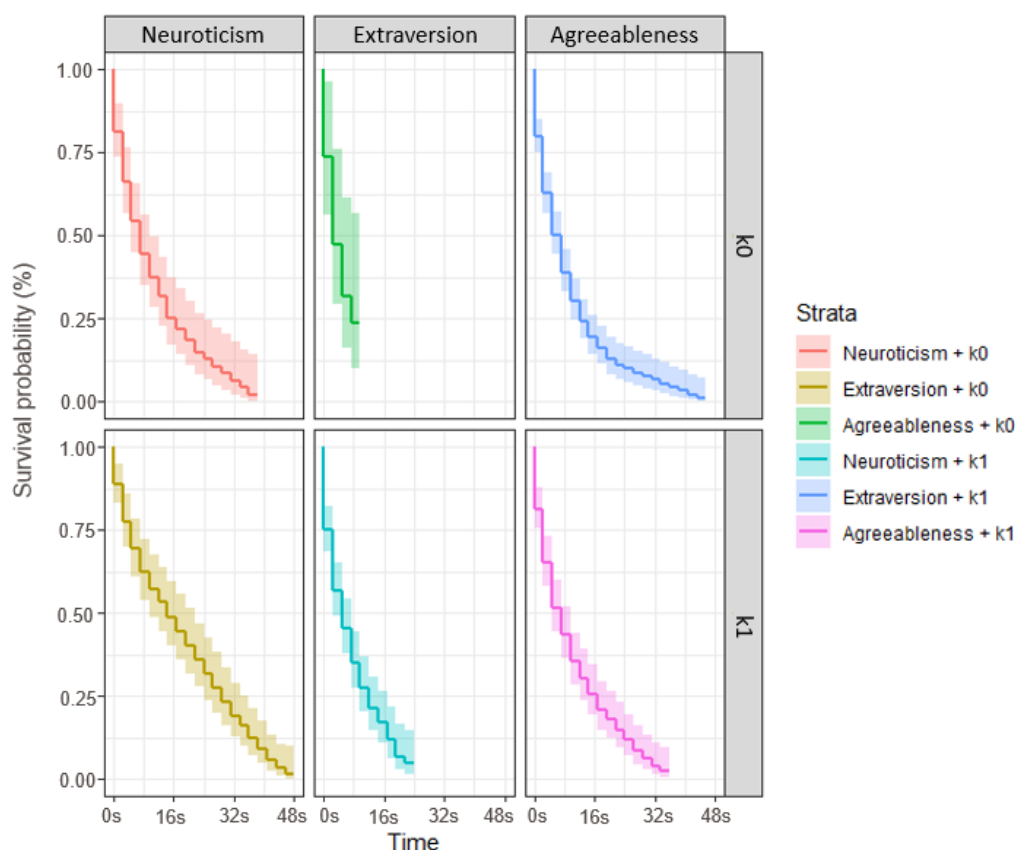 Neuroticism
Extraversion
Agreeableness
1.00
0.75
0.50
0.25
0.00
k0
1.00
0.75
0.50
0.25
0.00
k1
Survival probability (%)
0s
16s
32s
48s
0s
16s
32s
48s
0s
16s
32s
48s
Time
Strata
Neuroticism + k0
Extraversion + k0
Agreeableness + k0
Neuroticism + k1
Extraversion + k1
Agreeableness + k1